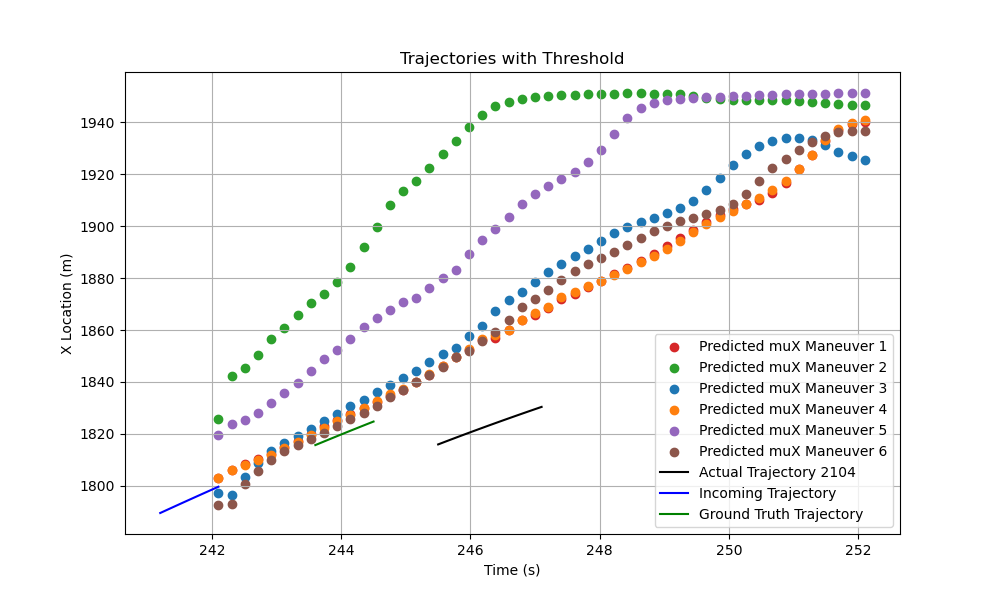 Trajectories with Threshold
X Location (m)
1940
1920
1900
1880
1860
1840
1820
1800
242
244
246
248
250
252
Time (s)
Predicted muX Maneuver 1
Predicted muX Maneuver 2
Predicted muX Maneuver 3
Predicted muX Maneuver 4
Predicted muX Maneuver 5
Predicted muX Maneuver 6
Actual Trajectory 2104
Incoming Trajectory
Ground Truth Trajectory